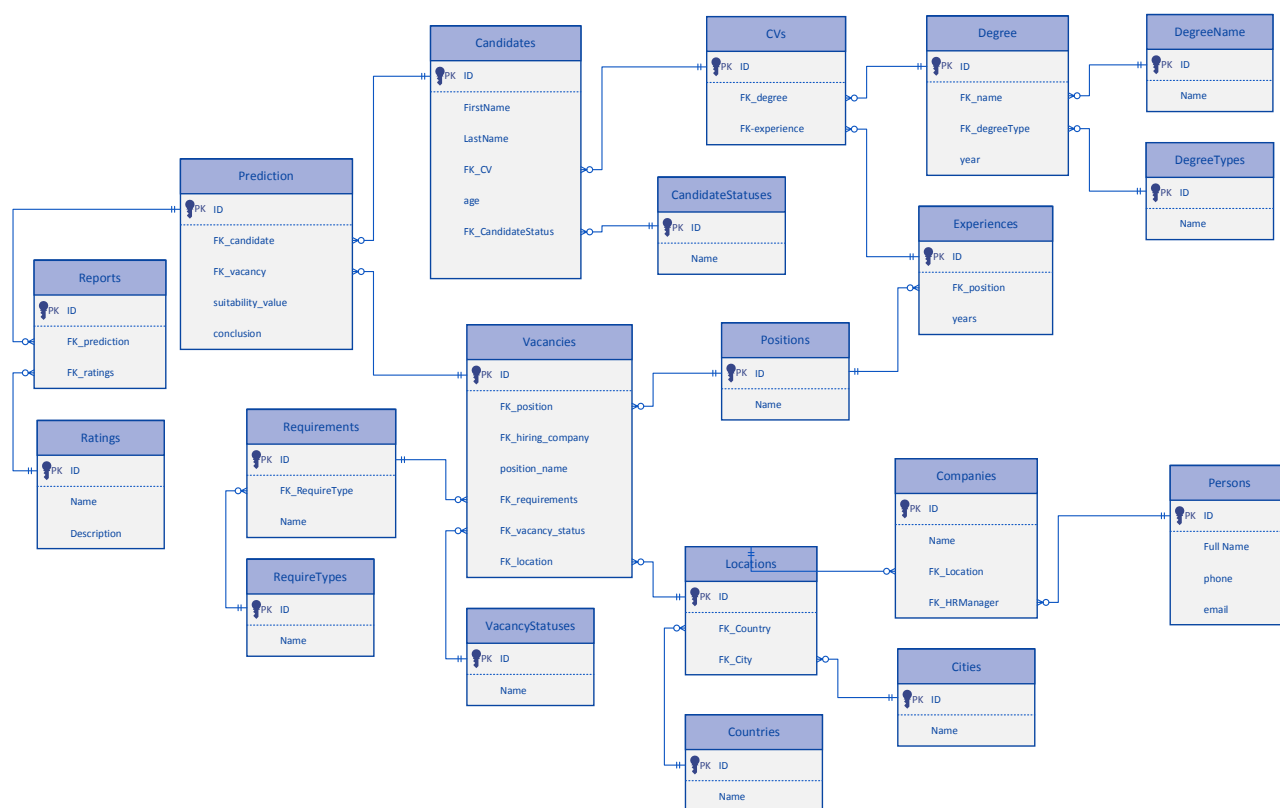 Candidates
PK ID
FirstName
LastName
FK_CV
age
FK_CandidateStatus
CVs
PK ID
FK_degree
FK-experience
Degree
PK ID
FK_name
FK_degreeType
year
DegreeName
PK ID
Name
DegreeTypes
PK ID
Name
Prediction
PK ID
FK_candidate
FK_vacancy
suitability_value
conclusion
CandidateStatuses
PK ID
Name
Experiences
PK ID
FK_position
years
Reports
PK ID
FK_prediction
FK_ratings
Vacancies
PK ID
FK_position
FK_hiring_company
position_name
FK_requirements
FK_vacancy_status
FK_location
Positions
PK ID
Name
Ratings
PK ID
Name
Description
Requirements
PK ID
FK_RequireType
Name
Companies
PK ID
Name
FK_Location
FK_HRManager
Persons
PK ID
Full Name
phone
email
RequireTypes
PK ID
Name
Locations
PK ID
FK_Country
FK_City
VacancyStatuses
PK ID
Name
Cities
PK ID
Name
Countries
PK ID
Name